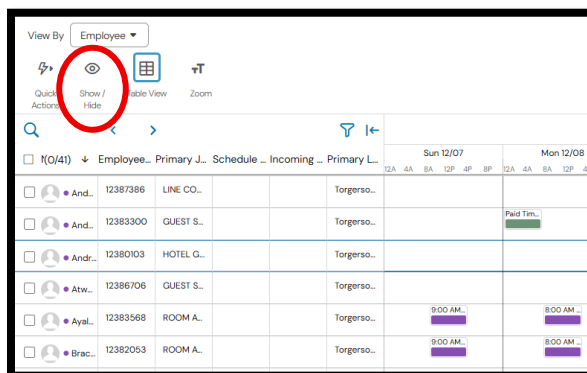 View By Employee
Quick Actions Show / Hide Table View Zoom
Sun 12/07 Mon 12/08
(0/41) Employee... Primary J... Schedule ... Incoming ... Primary L... 12A 4A 8A 12P 4P 8P 12A 4A 8A 12P
And... 12387386 LINE CO... Torgerso...
And... 12383300 GUEST S... Torgerso... Paid Tim...
Andr... 12380103 HOTEL G... Torgerso...
Atw... 12386706 GUEST S... Torgerso...
Ayal... 12383568 ROOM A... Torgerso... 9:00 AM... 8:00 AM ...
Brac... 12382053 ROOM A... Torgerso... 9:00 AM... 8:00 AM ...